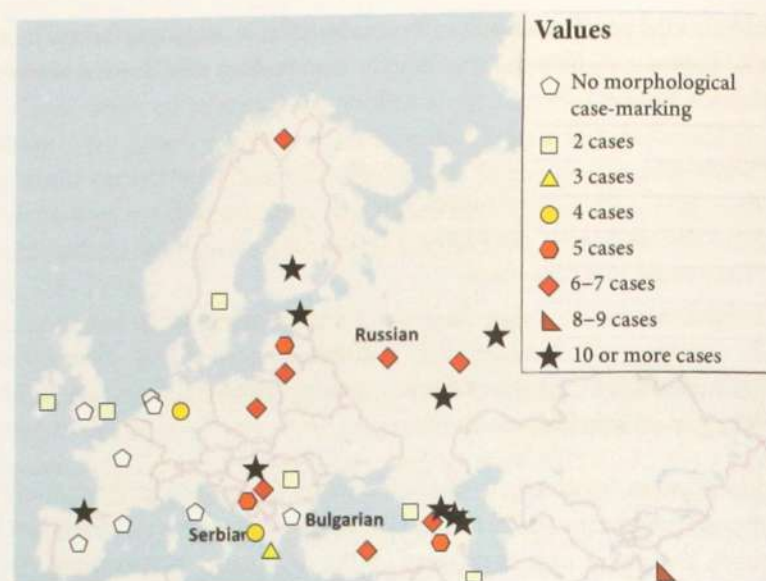 Values
No morphological
case-marking
2 cases
3 cases
4 cases
5 cases
6–7 cases
8–9 cases
10 or more cases
Russian
Bulgarian
Serbian